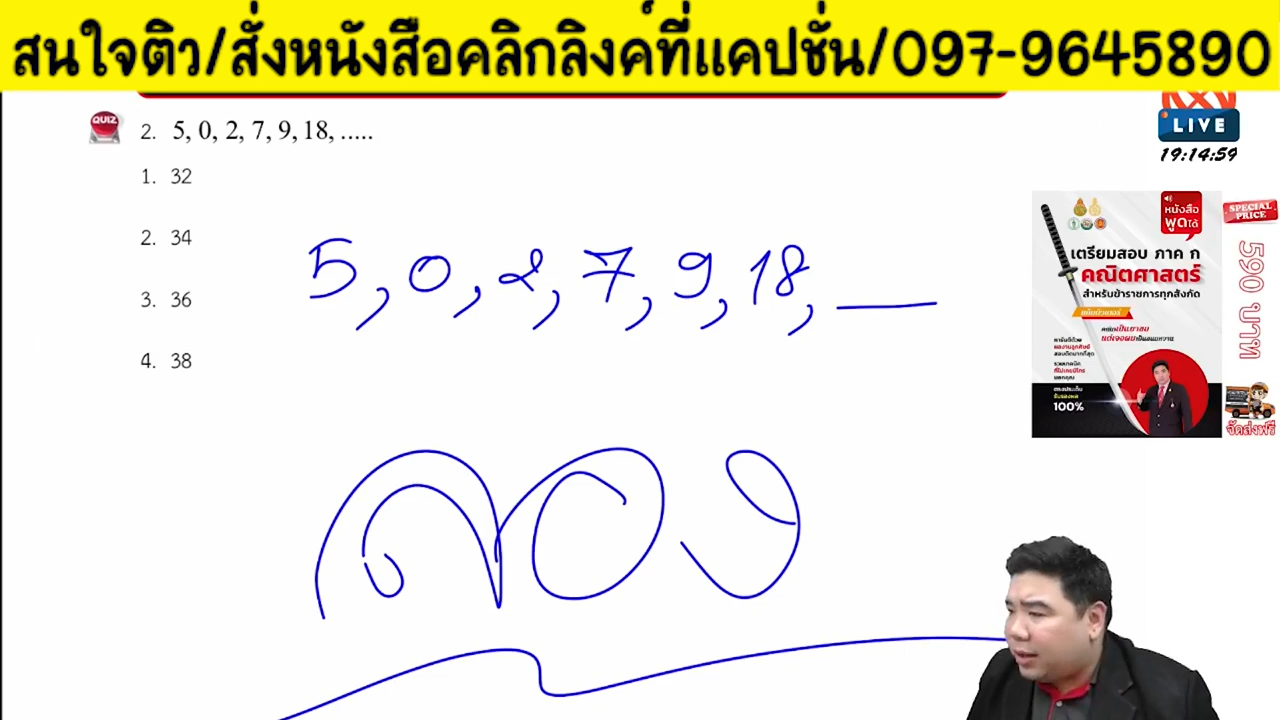 สนใจติว/สั่งหนังสือคลิกลิงค์ที่แคปชั่น/097-9645890
LIVE
19:14:59
QUIZ
2. 5, 0, 2, 7, 9, 18, .....
1. 32
2. 34
3. 36
4. 38
5, 0, 2, 7, 9, 18, __
ลอง
หนังสือ
พูดได้
เตรียมสอบ ภาค ก
คณิตศาสตร์
สำหรับข้าราชการทุกสังกัด
100%
SPECIAL
PRICE
590 บาท
จัดส่งฟรี